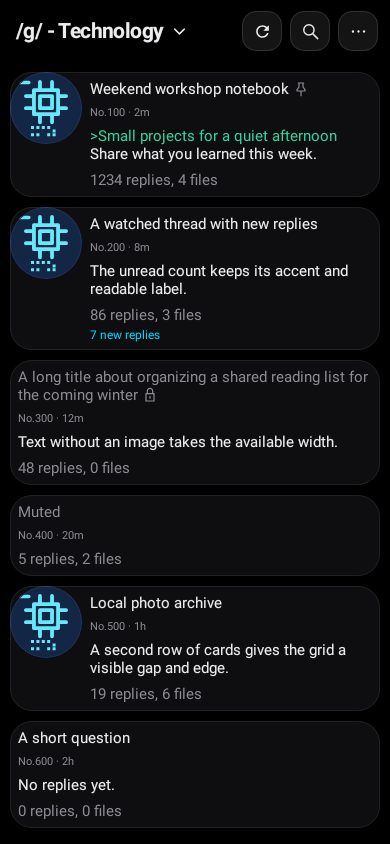 /g/ - Technology
Weekend workshop notebook
No.100 · 2m
>Small projects for a quiet afternoon
Share what you learned this week.
1234 replies, 4 files
A watched thread with new replies
No.200 · 8m
The unread count keeps its accent and
readable label.
86 replies, 3 files
7 new replies
A long title about organizing a shared reading list for
the coming winter
No.300 · 12m
Text without an image takes the available width.
48 replies, 0 files
Muted
No.400 · 20m
5 replies, 2 files
Local photo archive
No.500 · 1h
A second row of cards gives the grid a
visible gap and edge.
19 replies, 6 files
A short question
No.600 · 2h
No replies yet.
0 replies, 0 files